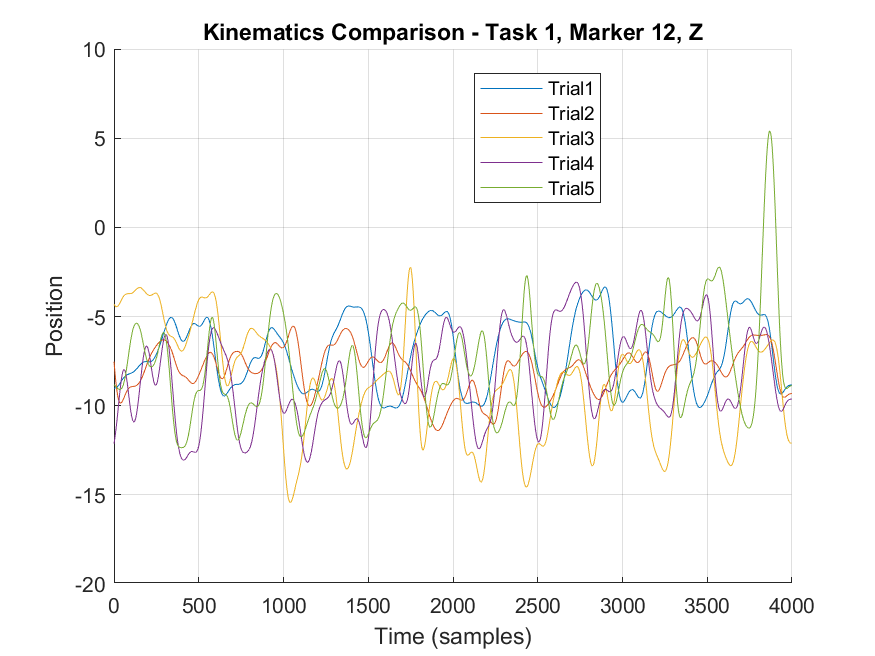 Kinematics Comparison - Task 1, Marker 12, Z
10
5
0
-5
-10
-15
-20
Position
Trial1
Trial2
Trial3
Trial4
Trial5
0 500 1000 1500 2000 2500 3000 3500 4000
Time (samples)